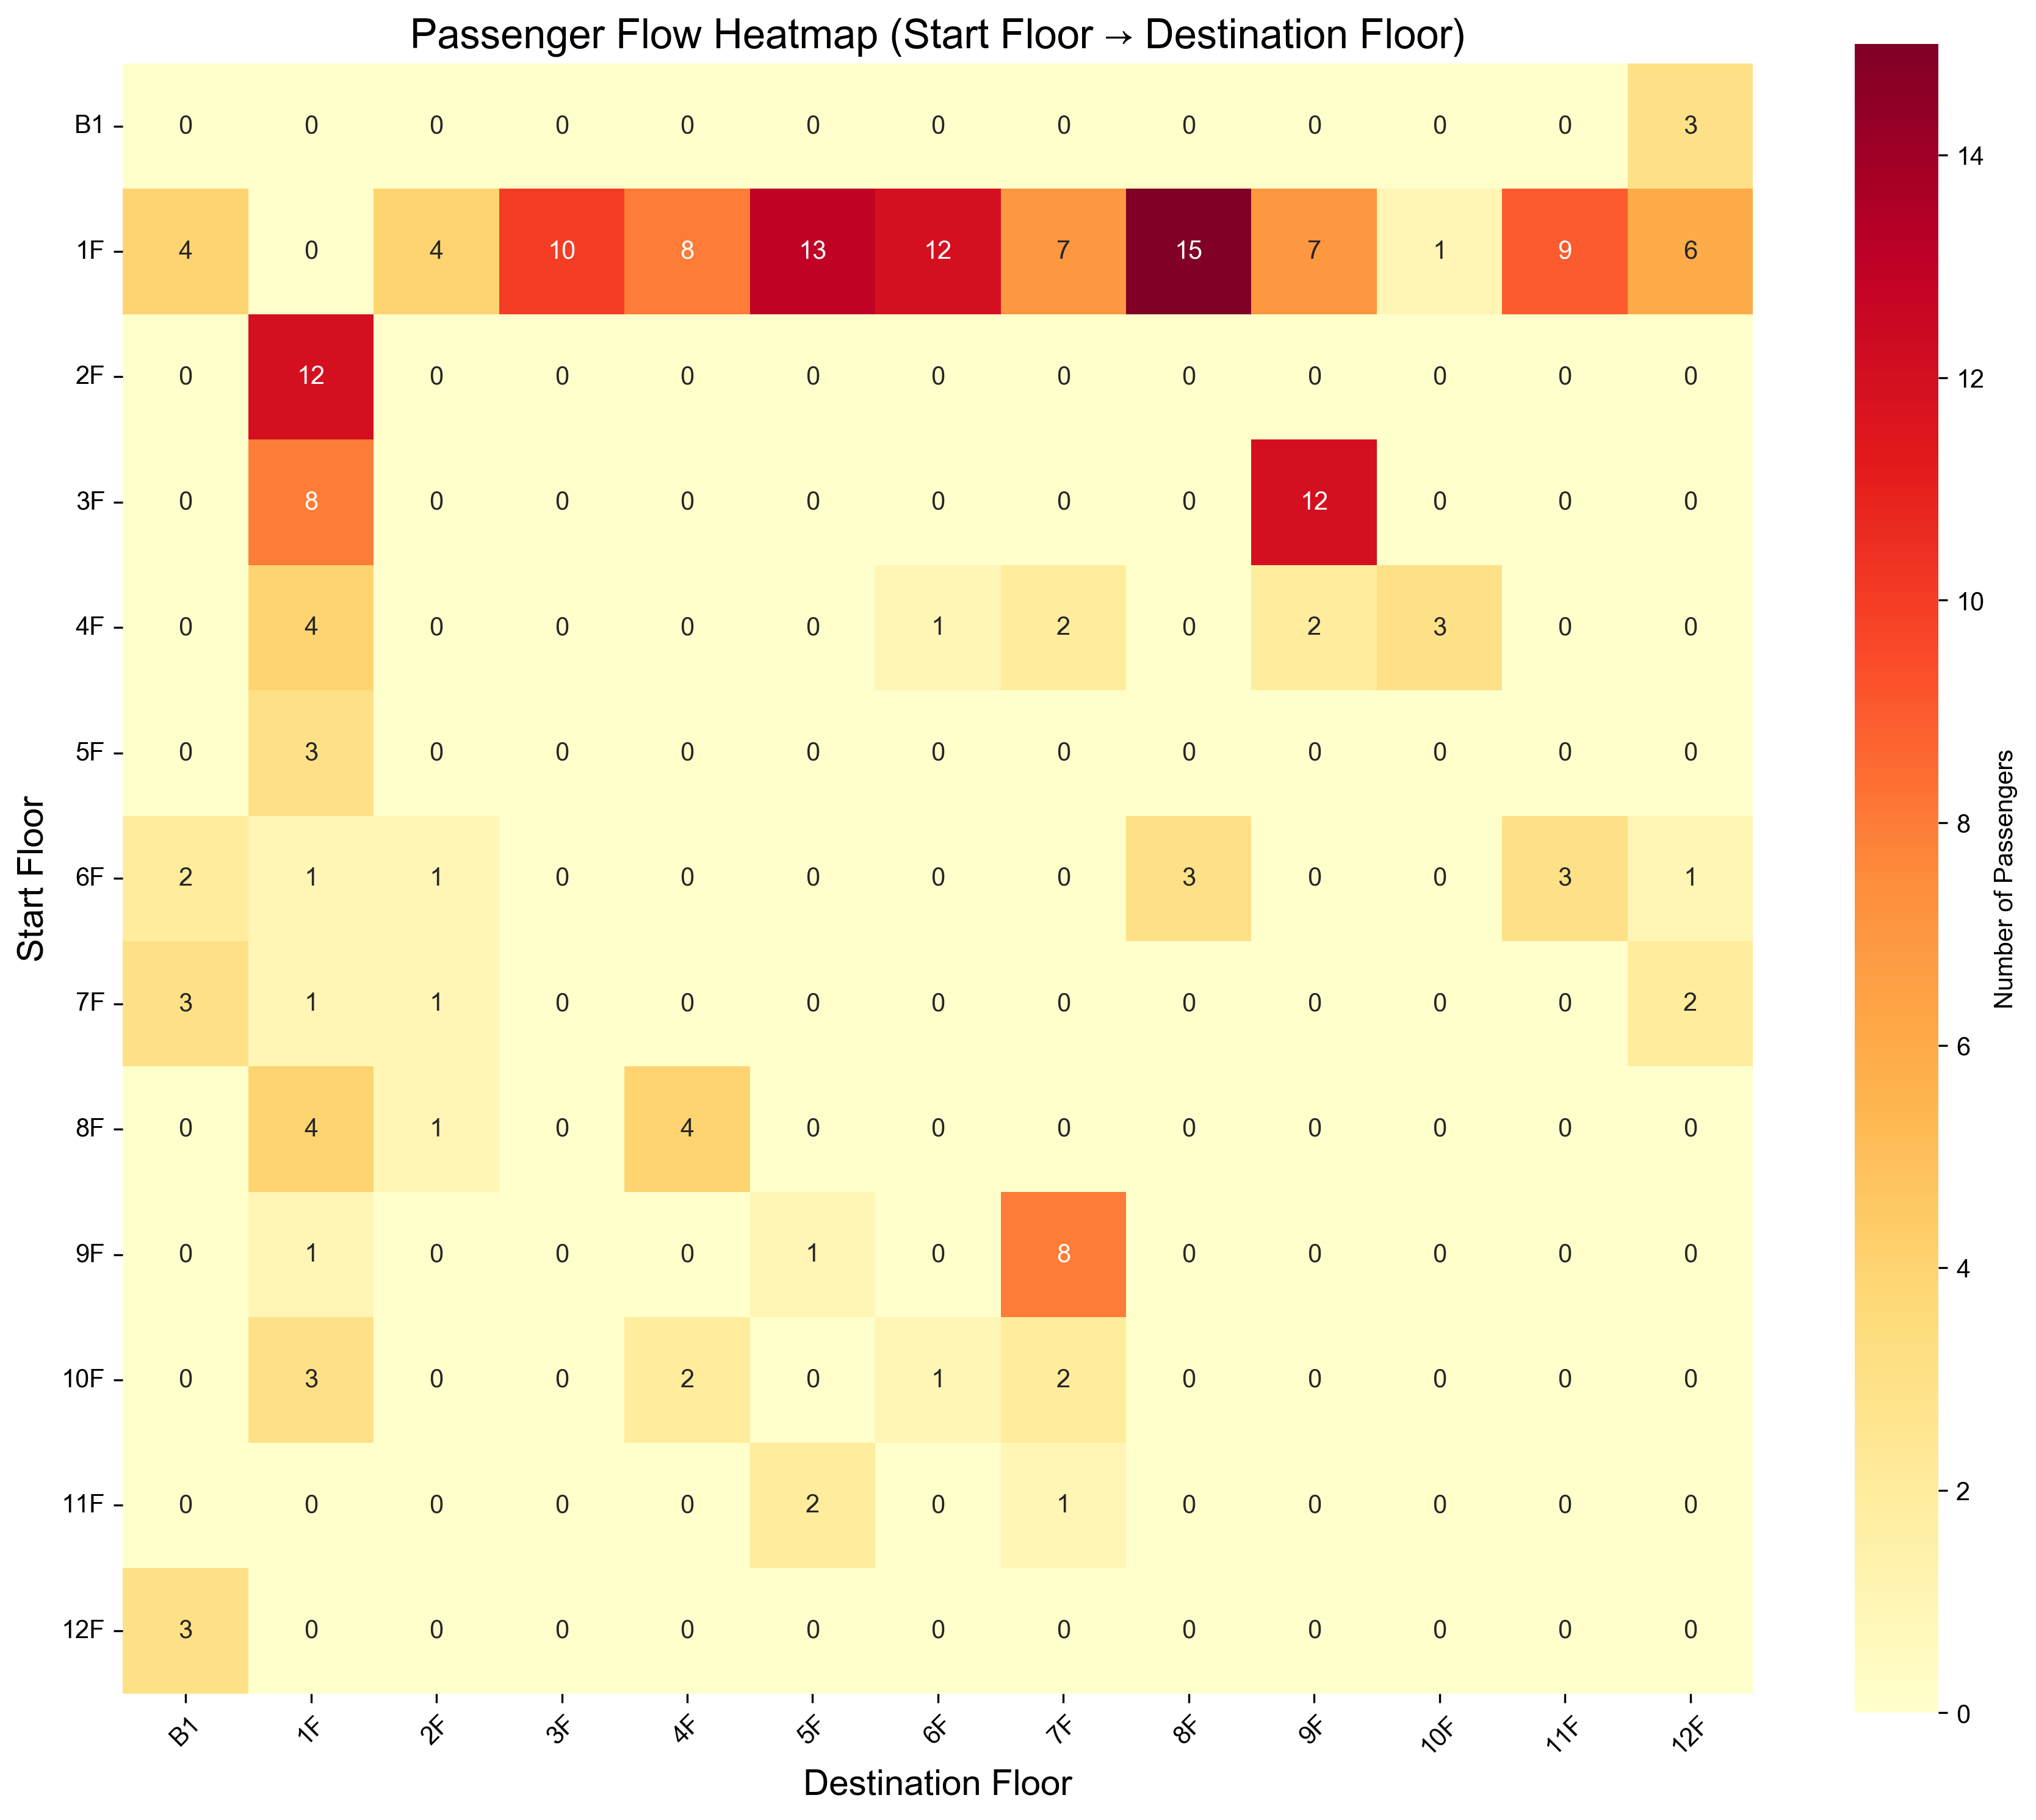 Passenger Flow Heatmap (Start Floor → Destination Floor)
B1 0 0 0 0 0 0 0 0 0 0 0 0 3
1F 4 0 4 10 8 13 12 7 15 7 1 9 6
2F 0 12 0 0 0 0 0 0 0 0 0 0 0
3F 0 8 0 0 0 0 0 0 0 12 0 0 0
4F 0 4 0 0 0 0 1 2 0 2 3 0 0
5F 0 3 0 0 0 0 0 0 0 0 0 0 0
6F 2 1 1 0 0 0 0 0 3 0 0 3 1
7F 3 1 1 0 0 0 0 0 0 0 0 0 2
8F 0 4 1 0 4 0 0 0 0 0 0 0 0
9F 0 1 0 0 0 1 0 8 0 0 0 0 0
10F 0 3 0 0 2 0 1 2 0 0 0 0 0
11F 0 0 0 0 0 2 0 1 0 0 0 0 0
12F 3 0 0 0 0 0 0 0 0 0 0 0 0
B1 1F 2F 3F 4F 5F 6F 7F 8F 9F 10F 11F 12F
Destination Floor
Start Floor
14
12
10
8
6
4
2
0
Number of Passengers